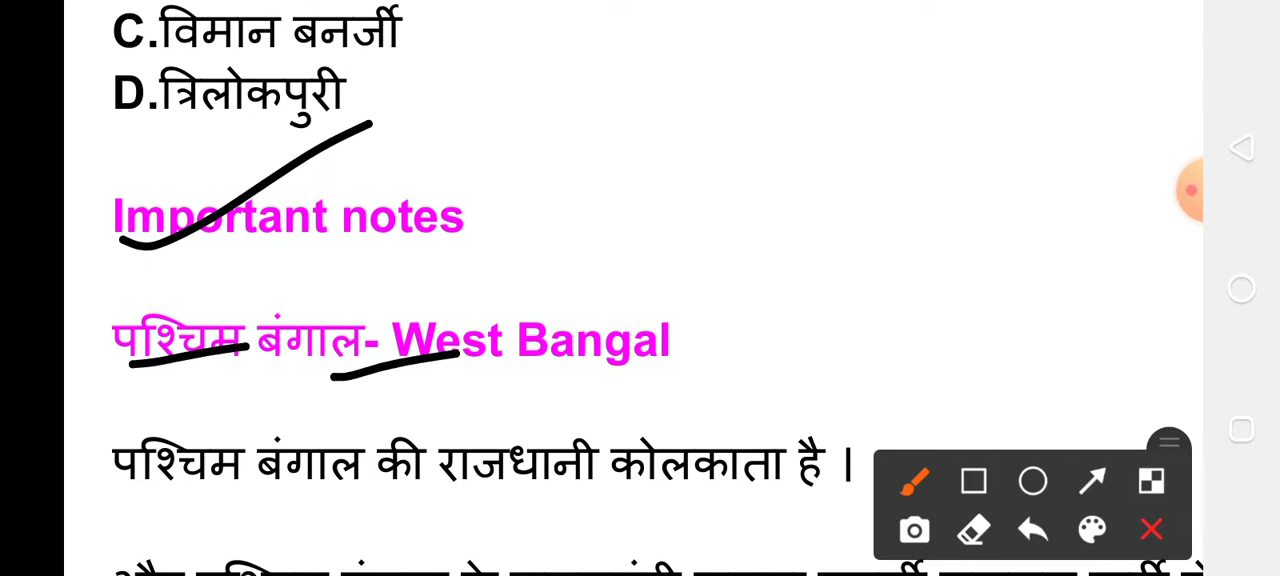 C.विमान बनर्जी
D.त्रिलोकपुरी
Important notes
पश्चिम बंगाल- West Bangal
पश्चिम बंगाल की राजधानी कोलकाता है ।